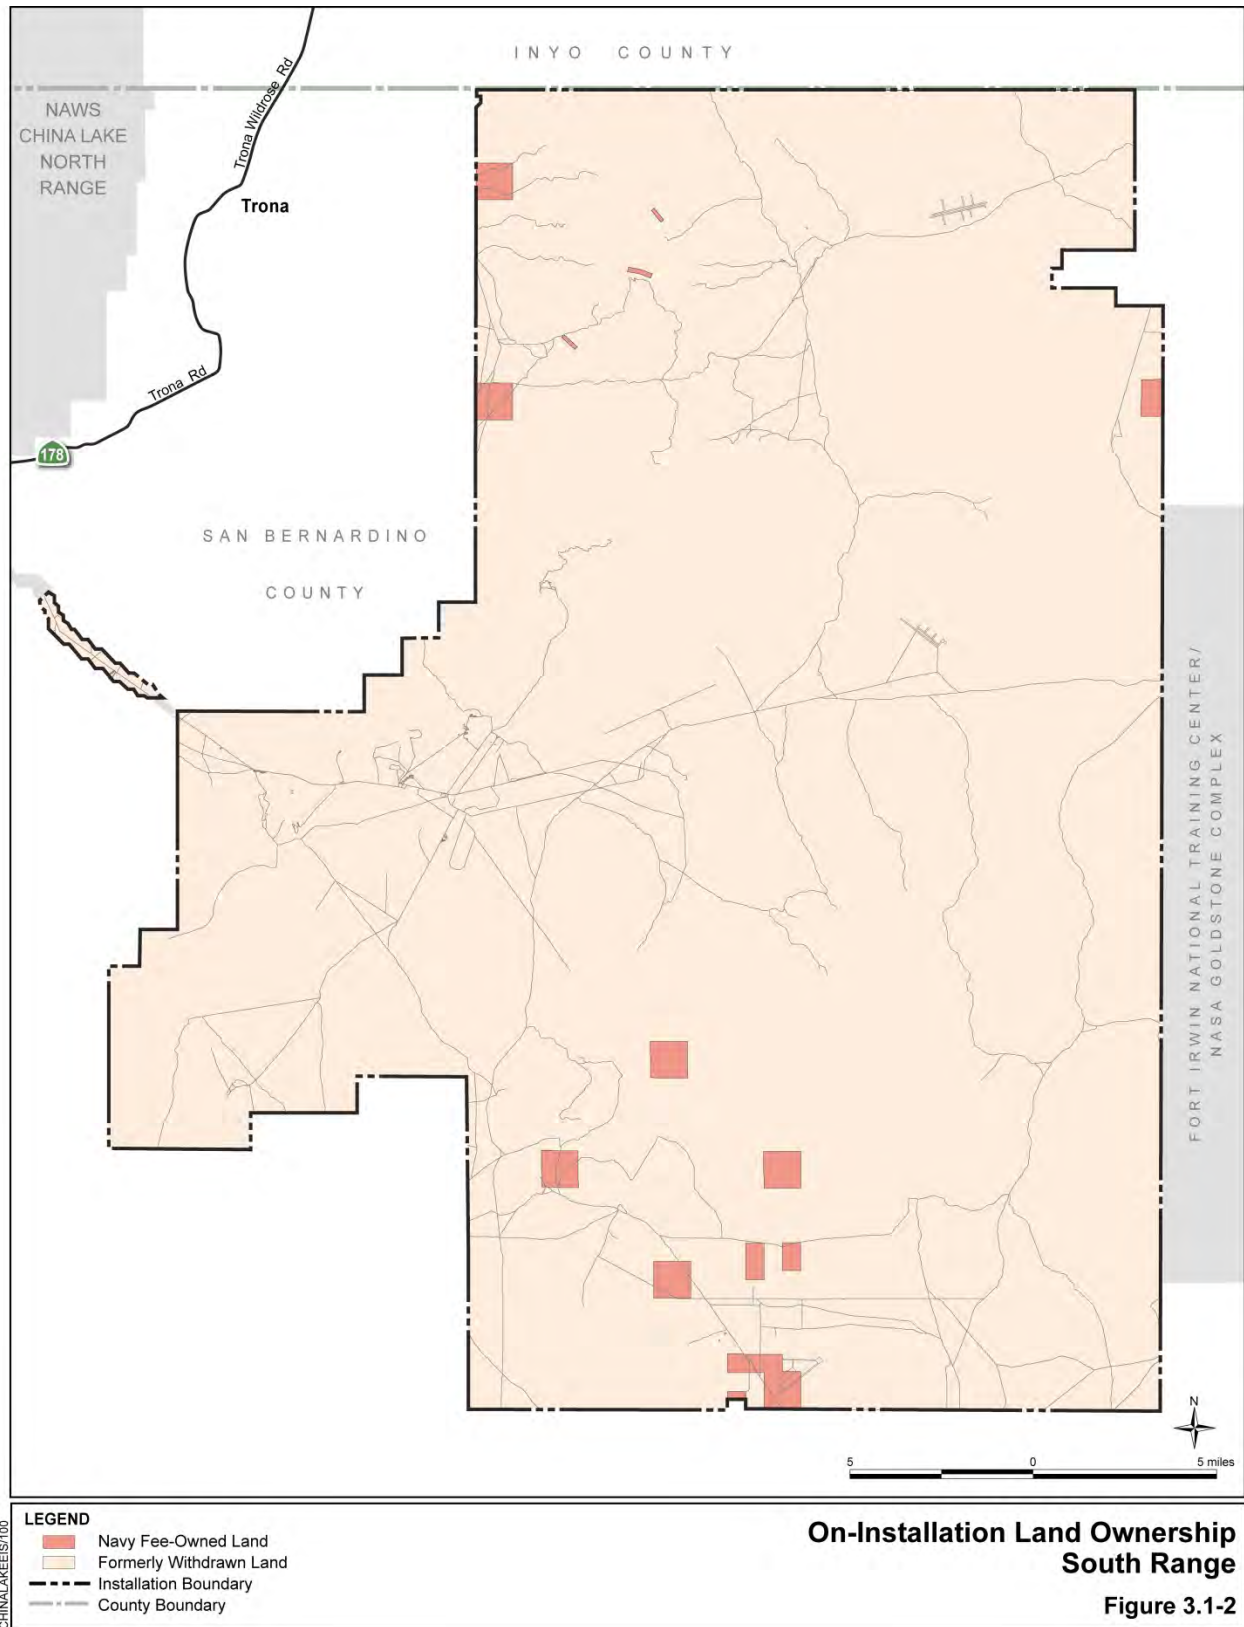 INYO COUNTY
NAWS
CHINA LAKE
NORTH
RANGE
Trona Wildrose Rd
Trona
Trona Rd
178
SAN BERNARDINO
COUNTY
FORT IRWIN NATIONAL TRAINING CENTER/
NASA GOLDSTONE COMPLEX
N
5 0 5 miles
CHINALAKEEIS/100
LEGEND
Navy Fee-Owned Land
Formerly Withdrawn Land
Installation Boundary
County Boundary
On-Installation Land Ownership
South Range
Figure 3.1-2